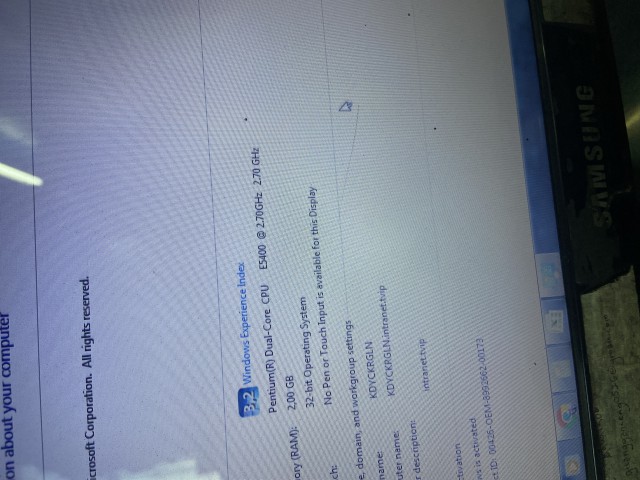 on about your computer
crosoft Corporation. All rights reserved.
3,2 Windows Experience Index
Pentium(R) Dual-Core CPU E5400 @ 2.70GHz 2.70 GHz
ory (RAM): 2,00 GB
32-bit Operating System
ch: No Pen or Touch Input is available for this Display
e, domain, and workgroup settings
name: KDYCKRGLN
uter name: KDYCKRGLN.intranet.tvip
r description:
intranet.tvip
tivation
ws is activated
ct ID: 00426-OEM-8992662-00173
SAMSUNG